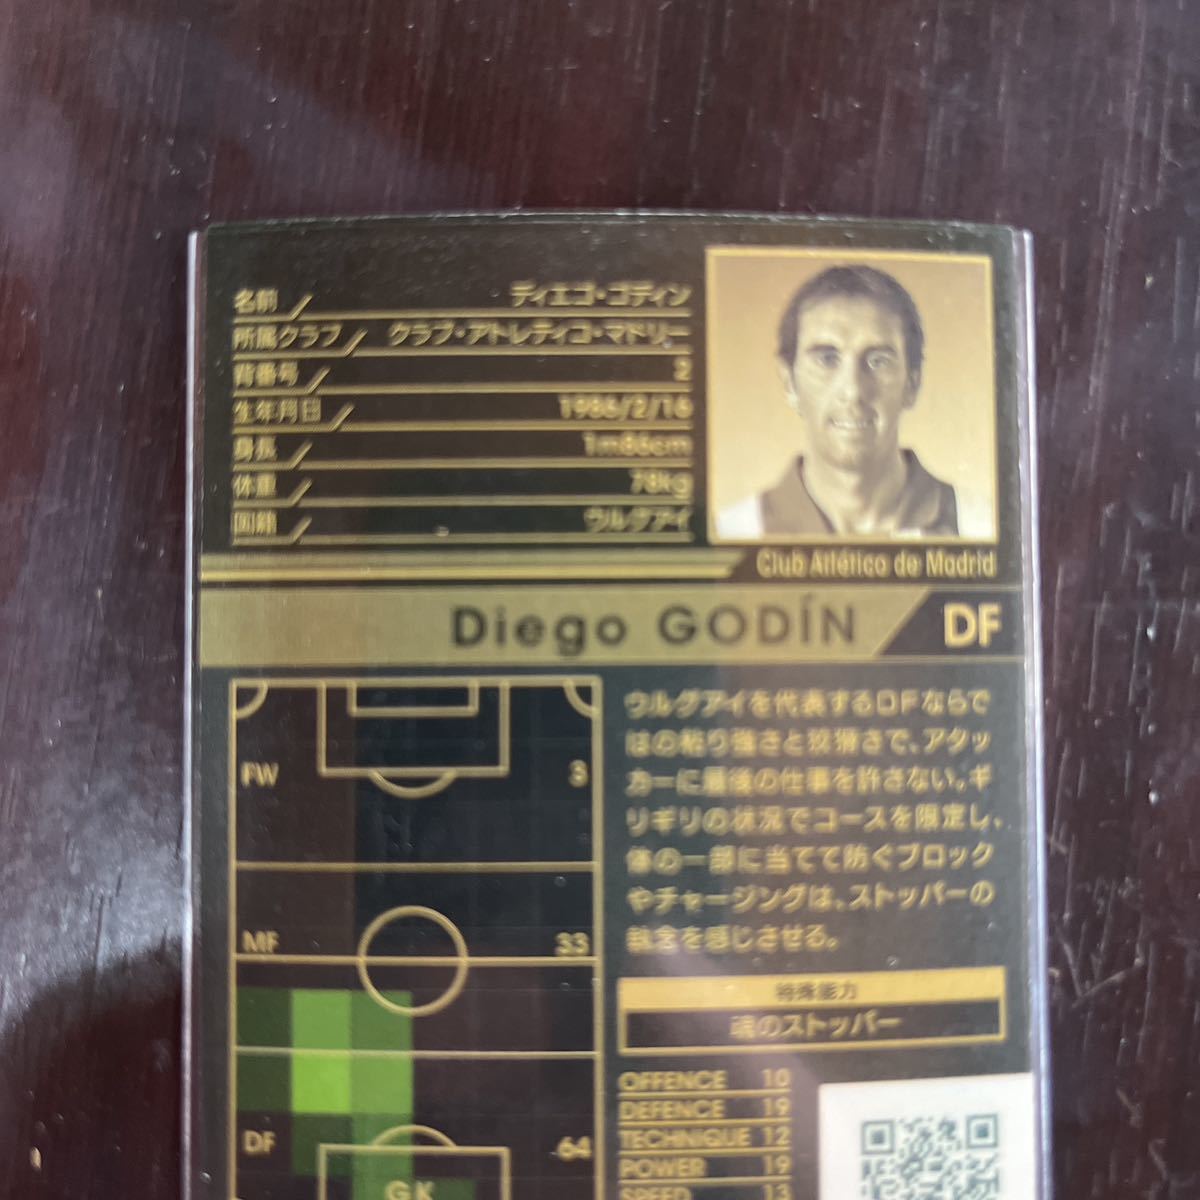 名前 ディエゴ・ゴディン
所属クラブ クラブ・アトレティコ・マドリー
背番号 2
生年月日 1986/2/16
身長 1m86cm
体重 78kg
国籍 ウルグアイ
Club Atlético de Madrid
Diego GODÍN DF
ウルグアイを代表するDFならで
はの粘り強さと狡猾さで、アタッ
カーに最後の仕事を許さない。ギ
リギリの状況でコースを限定し、
体の一部に当てて防ぐブロック
やチャージングは、ストッパーの
執念を感じさせる。
特殊能力
魂のストッパー
FW 3
MF 33
DF 64
GK
OFFENCE 10
DEFENCE 19
TECHNIQUE 12
POWER 19
SPEED 13